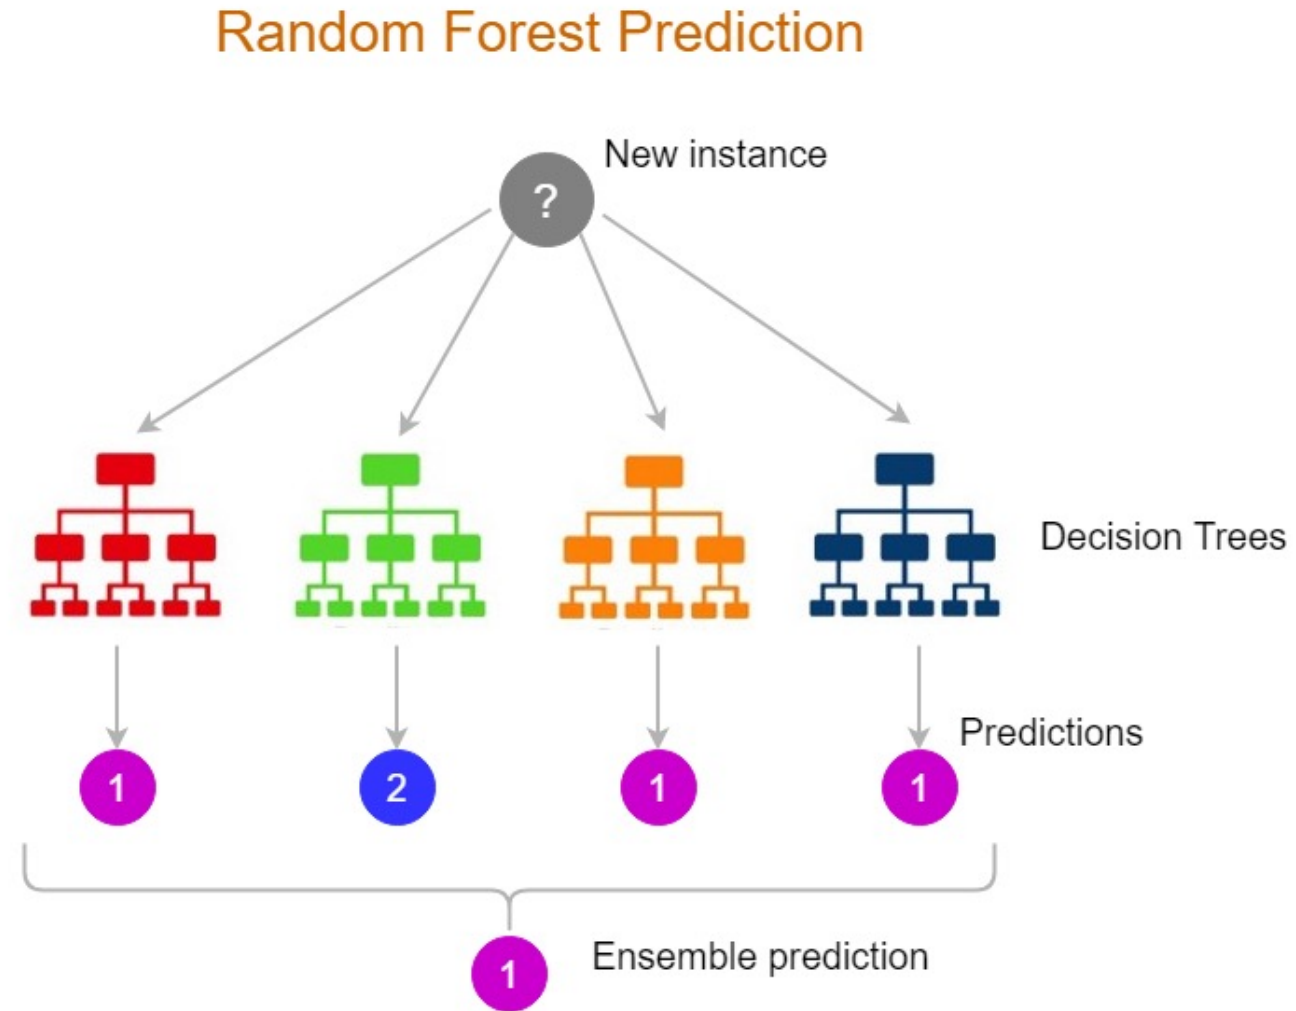 Random Forest Prediction
New instance
?
Decision Trees
Predictions
1 2 1 1
Ensemble prediction
1